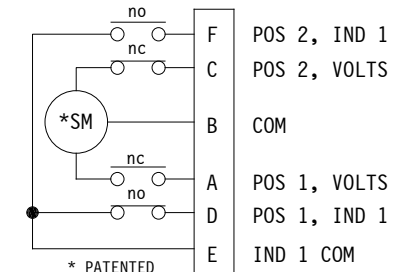 no
F POS 2, IND 1
nc
C POS 2, VOLTS
*SM
B COM
nc
A POS 1, VOLTS
no
D POS 1, IND 1
E IND 1 COM
* PATENTED